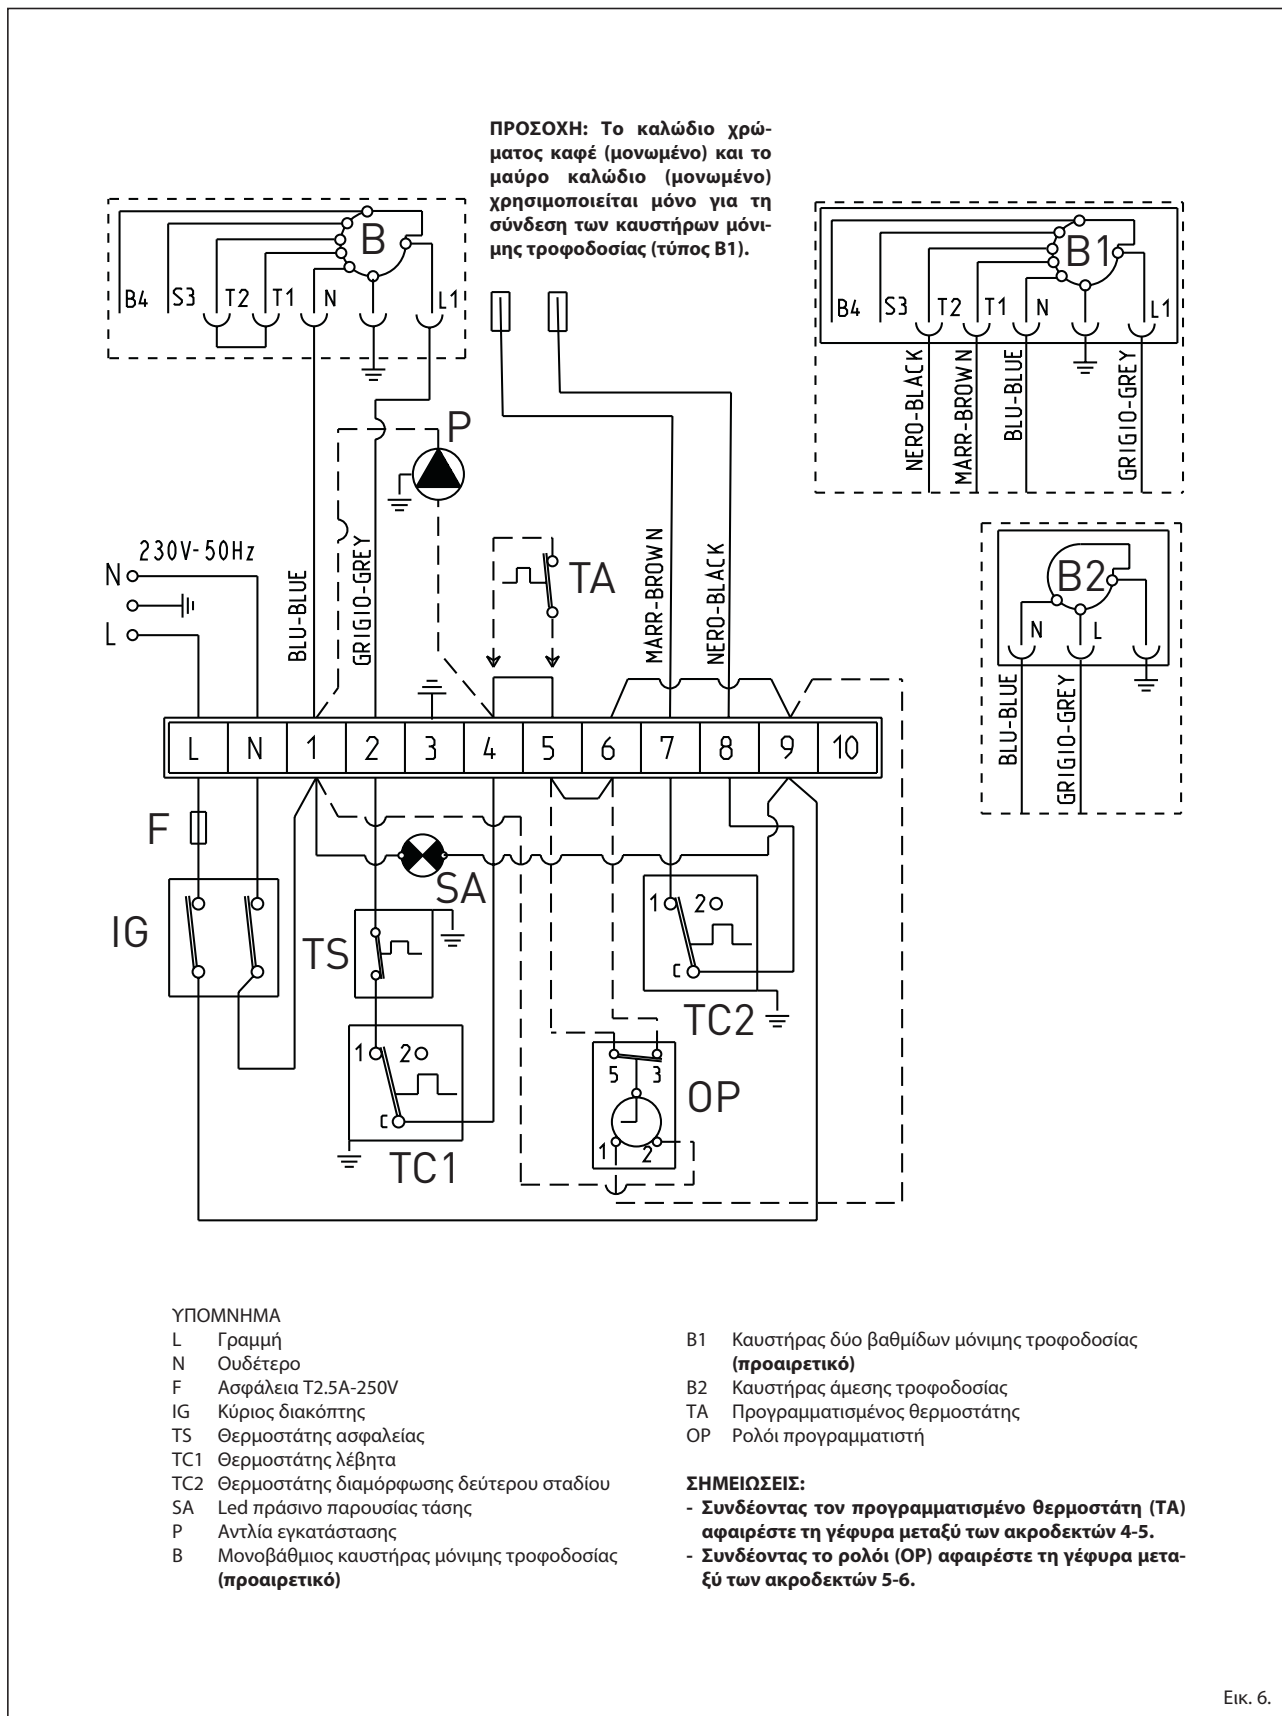 ΠΡΟΣΟΧΗ: Το καλώδιο χρώ-
ματος καφέ (μονωμένο) και το
μαύρο καλώδιο (μονωμένο)
χρησιμοποιείται μόνο για τη
σύνδεση των καυστήρων μόνι-
μης τροφοδοσίας (τύπος Β1).
B
B4 S3 T2 T1 N L1
B1
B4 S3 T2 T1 N L1
NERO-BLACK
MARR-BROWN
BLU-BLUE
GRIGIO-GREY
P
230V-50Hz
N
L
BLU-BLUE
GRIGIO-GREY
TA
MARR-BROWN
NERO-BLACK
B2
N L
BLU-BLUE
GRIGIO-GREY
L N 1 2 3 4 5 6 7 8 9 10
F
SA
IG
TS
1 2
C
TC2
1 2
C
TC1
5 3
OP
1 2
ΥΠΟΜΝΗΜΑ
L Γραμμή
N Ουδέτερο
F Ασφάλεια T2.5A-250V
IG Κύριος διακόπτης
TS Θερμοστάτης ασφαλείας
TC1 Θερμοστάτης λέβητα
TC2 Θερμοστάτης διαμόρφωσης δεύτερου σταδίου
SA Led πράσινο παρουσίας τάσης
P Αντλία εγκατάστασης
B Μονοβάθμιος καυστήρας μόνιμης τροφοδοσίας
(προαιρετικό)
B1 Καυστήρας δύο βαθμίδων μόνιμης τροφοδοσίας
(προαιρετικό)
B2 Καυστήρας άμεσης τροφοδοσίας
TA Προγραμματισμένος θερμοστάτης
OP Ρολόι προγραμματιστή
ΣΗΜΕΙΩΣΕΙΣ:
- Συνδέοντας τον προγραμματισμένο θερμοστάτη (TA)
αφαιρέστε τη γέφυρα μεταξύ των ακροδεκτών 4-5.
- Συνδέοντας το ρολόι (OP) αφαιρέστε τη γέφυρα μετα-
ξύ των ακροδεκτών 5-6.
Εικ. 6.